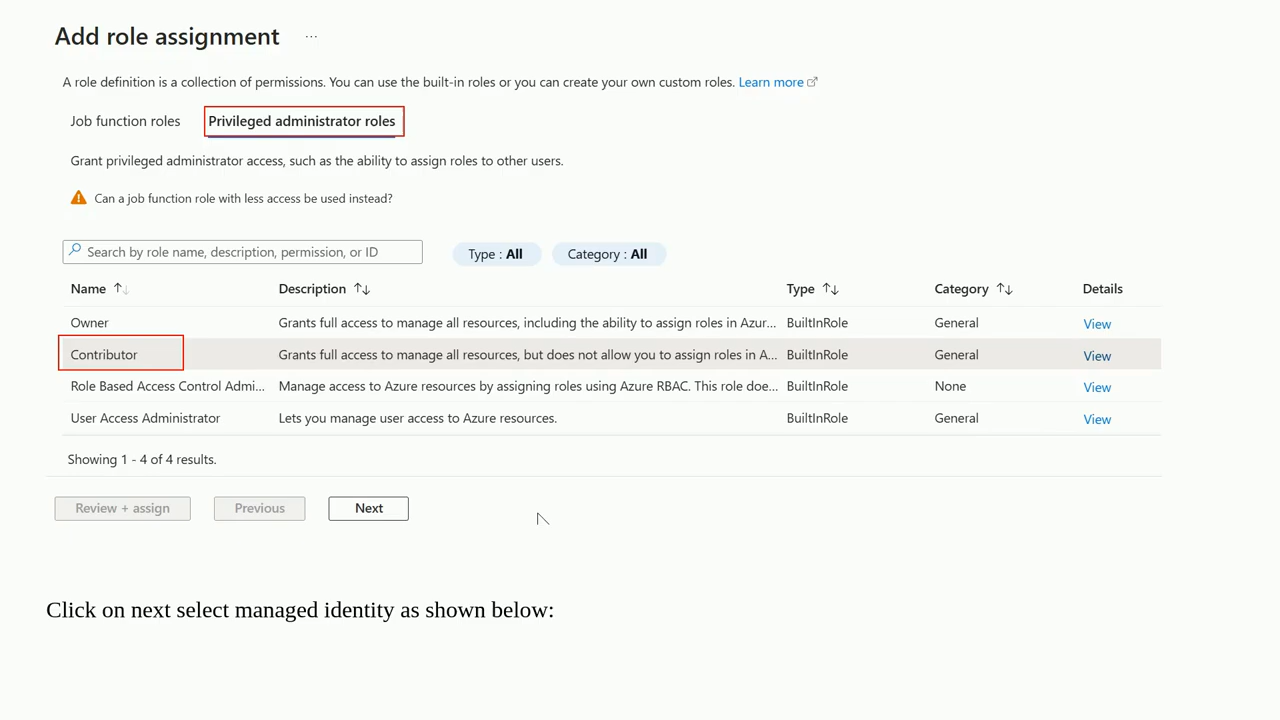 Add role assignment ...
A role definition is a collection of permissions. You can use the built-in roles or you can create your own custom roles. Learn more
Job function roles Privileged administrator roles
Grant privileged administrator access, such as the ability to assign roles to other users.
Can a job function role with less access be used instead?
Search by role name, description, permission, or ID Type : All Category : All
Name ↑↓ Description ↑↓ Type ↑↓ Category ↑↓ Details
Owner Grants full access to manage all resources, including the ability to assign roles in Azur... BuiltInRole General View
Contributor Grants full access to manage all resources, but does not allow you to assign roles in A... BuiltInRole General View
Role Based Access Control Admi... Manage access to Azure resources by assigning roles using Azure RBAC. This role doe... BuiltInRole None View
User Access Administrator Lets you manage user access to Azure resources. BuiltInRole General View
Showing 1 - 4 of 4 results.
Review + assign Previous Next
Click on next select managed identity as shown below: